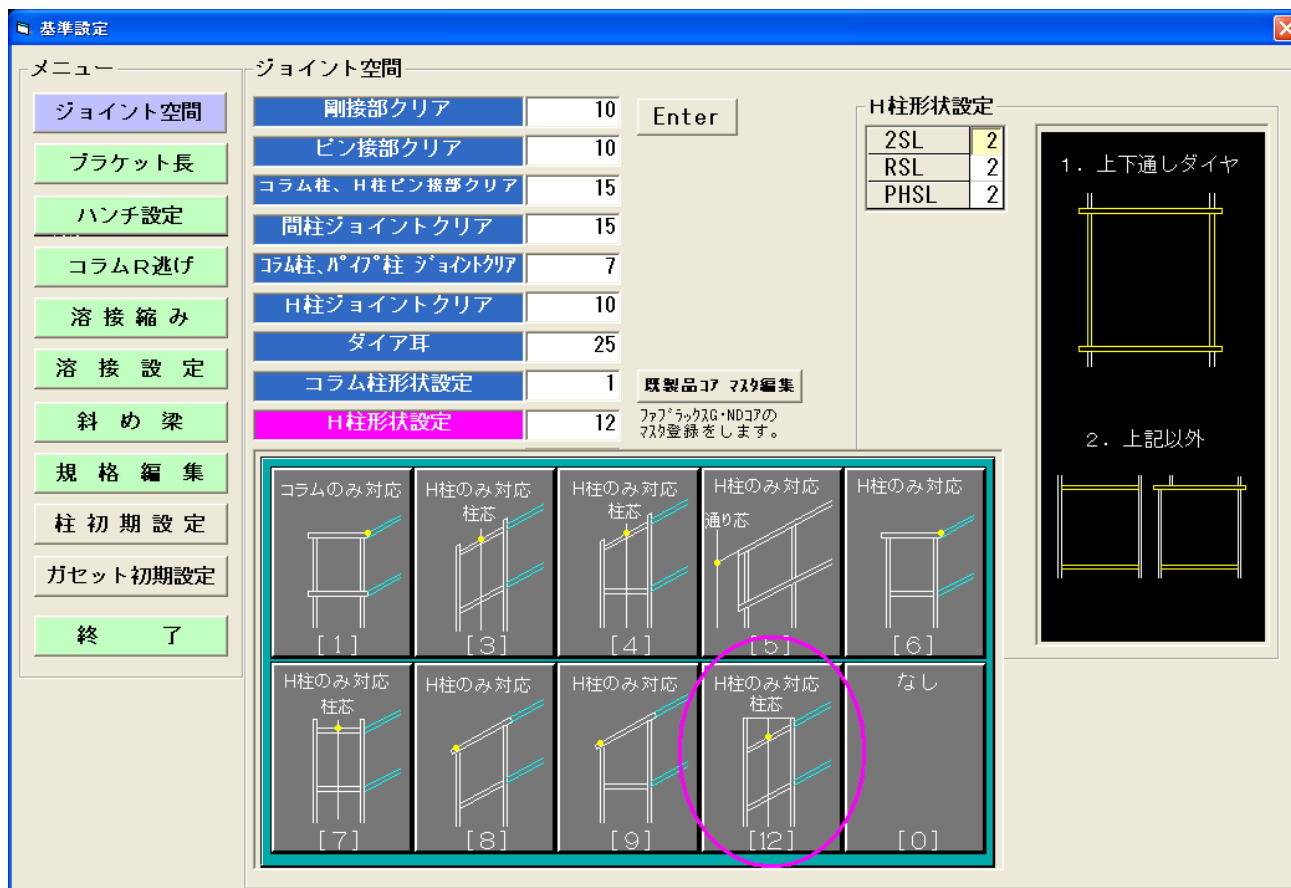 基準設定
メニュー
ジョイント空間
ブラケット長
ハンチ設定
コラムR逃げ
溶接縮み
溶接設定
斜め梁
規格編集
柱初期設定
ガセット初期設定
終了
ジョイント空間
剛接部クリア 10
ピン接部クリア 10
コラム柱、H柱ピン接部クリア 15
間柱ジョイントクリア 15
コラム柱、パイプ柱 ジョイントクリア 7
H柱ジョイントクリア 10
ダイア耳 25
コラム柱形状設定 1
H柱形状設定 12
Enter
既製品コア マスタ編集
ファブラックスG・NDコアの
マスタ登録をします。
H柱形状設定
2SL 2
RSL 2
PHSL 2
1．上下通しダイヤ
2．上記以外
コラムのみ対応
[1]
H柱のみ対応
柱芯
[3]
H柱のみ対応
柱芯
[4]
H柱のみ対応
通り芯
[5]
H柱のみ対応
[6]
H柱のみ対応
柱芯
[7]
H柱のみ対応
[8]
H柱のみ対応
[9]
H柱のみ対応
柱芯
[12]
なし
[0]